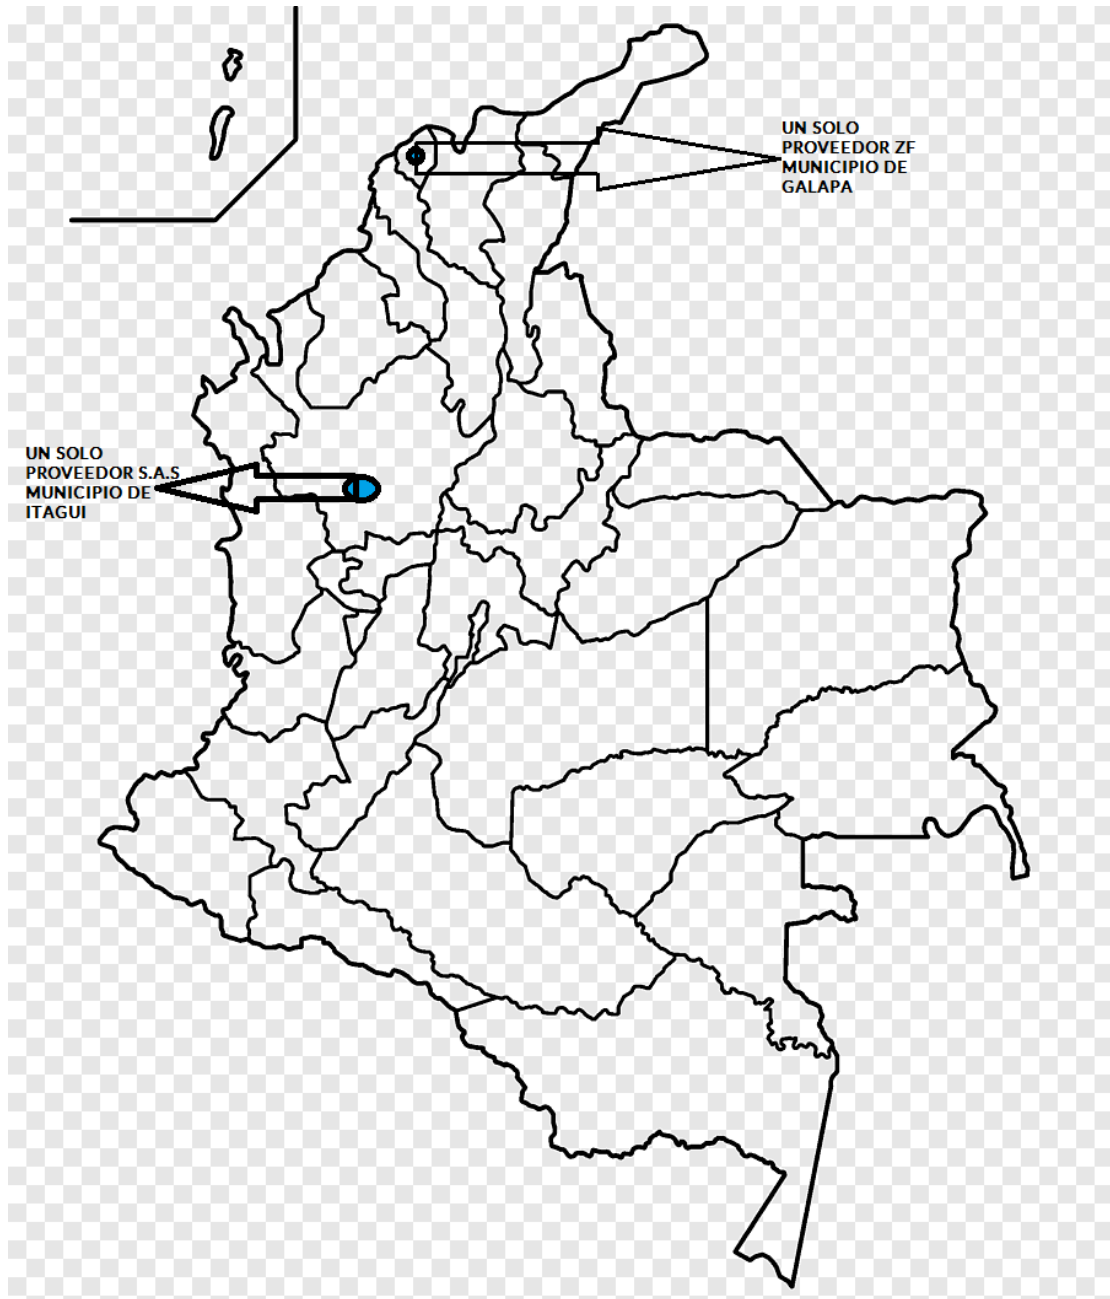 UN SOLO
PROVEEDOR ZF
MUNICIPIO DE
GALAPA
UN SOLO
PROVEEDOR S.A.S
MUNICIPIO DE
ITAGUI